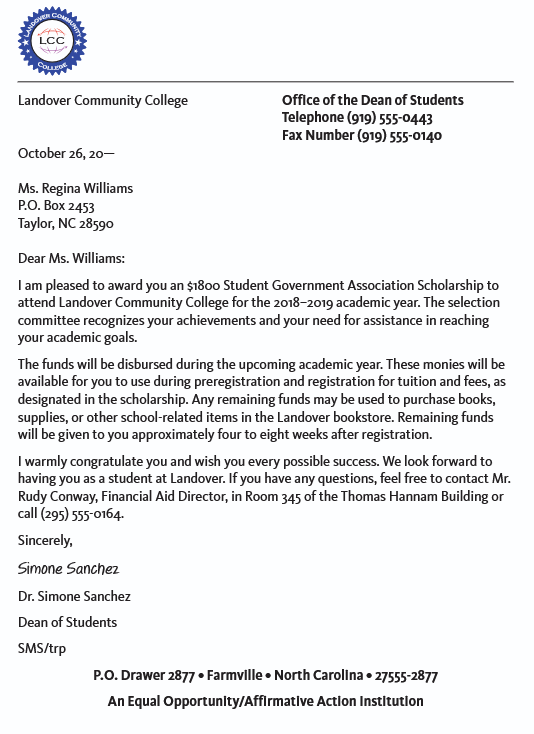 LANDOVER COMMUNITY
LCC
COLLEGE
Landover Community College
Office of the Dean of Students
Telephone (919) 555-0443
Fax Number (919) 555-0140
October 26, 20—
Ms. Regina Williams
P.O. Box 2453
Taylor, NC 28590
Dear Ms. Williams:
I am pleased to award you an $1800 Student Government Association Scholarship to
attend Landover Community College for the 2018–2019 academic year. The selection
committee recognizes your achievements and your need for assistance in reaching
your academic goals.
The funds will be disbursed during the upcoming academic year. These monies will be
available for you to use during preregistration and registration for tuition and fees, as
designated in the scholarship. Any remaining funds may be used to purchase books,
supplies, or other school-related items in the Landover bookstore. Remaining funds
will be given to you approximately four to eight weeks after registration.
I warmly congratulate you and wish you every possible success. We look forward to
having you as a student at Landover. If you have any questions, feel free to contact Mr.
Rudy Conway, Financial Aid Director, in Room 345 of the Thomas Hannam Building or
call (295) 555-0164.
Sincerely,
Simone Sanchez
Dr. Simone Sanchez
Dean of Students
SMS/trp
P.O. Drawer 2877 • Farmville • North Carolina • 27555-2877
An Equal Opportunity/Affirmative Action Institution